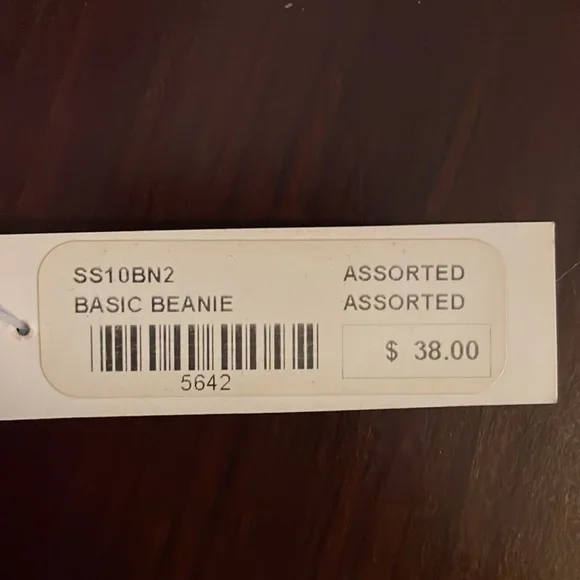 SS10BN2 ASSORTED
BASIC BEANIE ASSORTED
$ 38.00
5642